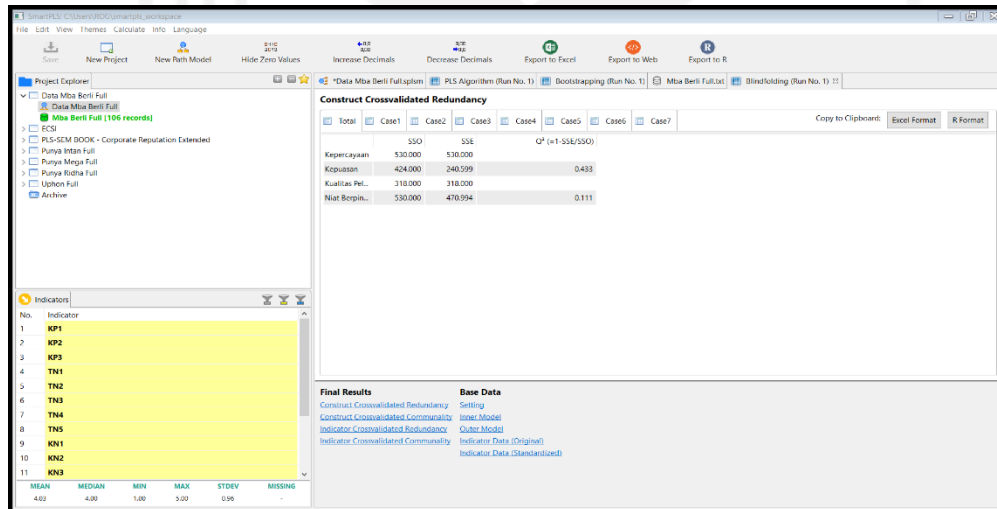 SmartPLS: C:\Users\ROG\smartpls_workspace
File Edit View Themes Calculate Info Language
Save New Project New Path Model Hide Zero Values Increase Decimals Decrease Decimals Export to Excel Export to Web Export to R
Project Explorer
Data Mba Berli Full
Data Mba Berli Full
Mba Berli Full [106 records]
ECSI
PLS-SEM BOOK - Corporate Reputation Extended
Punya Intan Full
Punya Mega Full
Punya Ridha Full
Uphon Full
Archive
*Data Mba Berli Full.splsm PLS Algorithm (Run No. 1) Bootstrapping (Run No. 1) Mba Berli Full.txt Blindfolding (Run No. 1)
Construct Crossvalidated Redundancy
Total Case1 Case2 Case3 Case4 Case5 Case6 Case7 Copy to Clipboard: Excel Format R Format
SSO SSE Q² (=1-SSE/SSO)
Kepercayaan 530.000 530.000
Kepuasan 424.000 240.599 0.433
Kualitas Pel... 318.000 318.000
Niat Berpin... 530.000 470.994 0.111
Indicators
No. Indicator
1 KP1
2 KP2
3 KP3
4 TN1
5 TN2
6 TN3
7 TN4
8 TN5
9 KN1
10 KN2
11 KN3
MEAN MEDIAN MIN MAX STDEV MISSING
4.03 4.00 1.00 5.00 0.96 -
Final Results Base Data
Construct Crossvalidated Redundancy Setting
Construct Crossvalidated Communality Inner Model
Indicator Crossvalidated Redundancy Outer Model
Indicator Crossvalidated Communality Indicator Data (Original)
Indicator Data (Standardized)